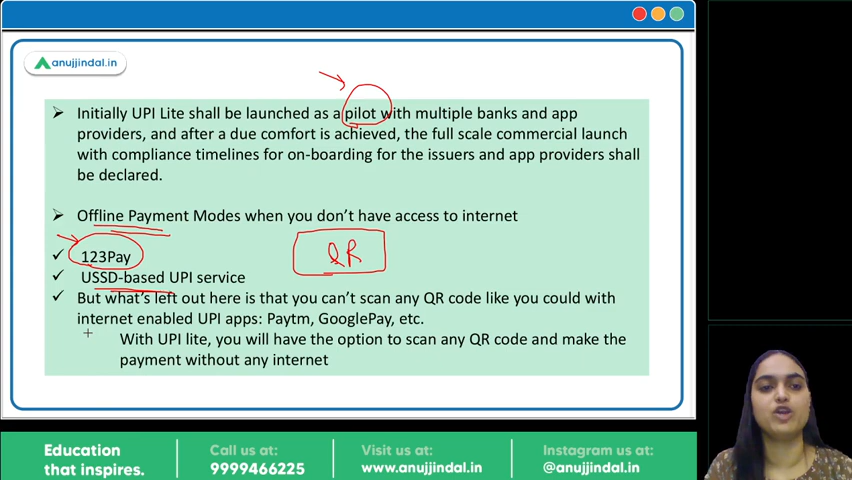 anujjindal.in
➤ Initially UPI Lite shall be launched as a pilot with multiple banks and app
providers, and after a due comfort is achieved, the full scale commercial launch
with compliance timelines for on-boarding for the issuers and app providers shall
be declared.
➤ Offline Payment Modes when you don't have access to internet
✓ 123Pay
QR
✓ USSD-based UPI service
✓ But what's left out here is that you can't scan any QR code like you could with
internet enabled UPI apps: Paytm, GooglePay, etc.
With UPI lite, you will have the option to scan any QR code and make the
payment without any internet
Education
that inspires.
Call us at:
9999466225
Visit us at:
www.anujjindal.in
Instagram us at:
@anujjindal.in